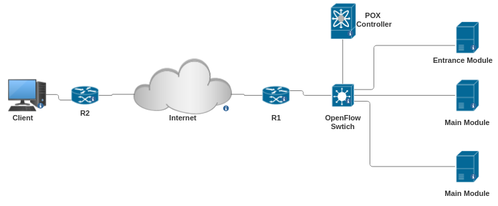 POX
Controller
Entrance Module
Client
R2
Internet
R1
OpenFlow
Swtich
Main Module
Main Module